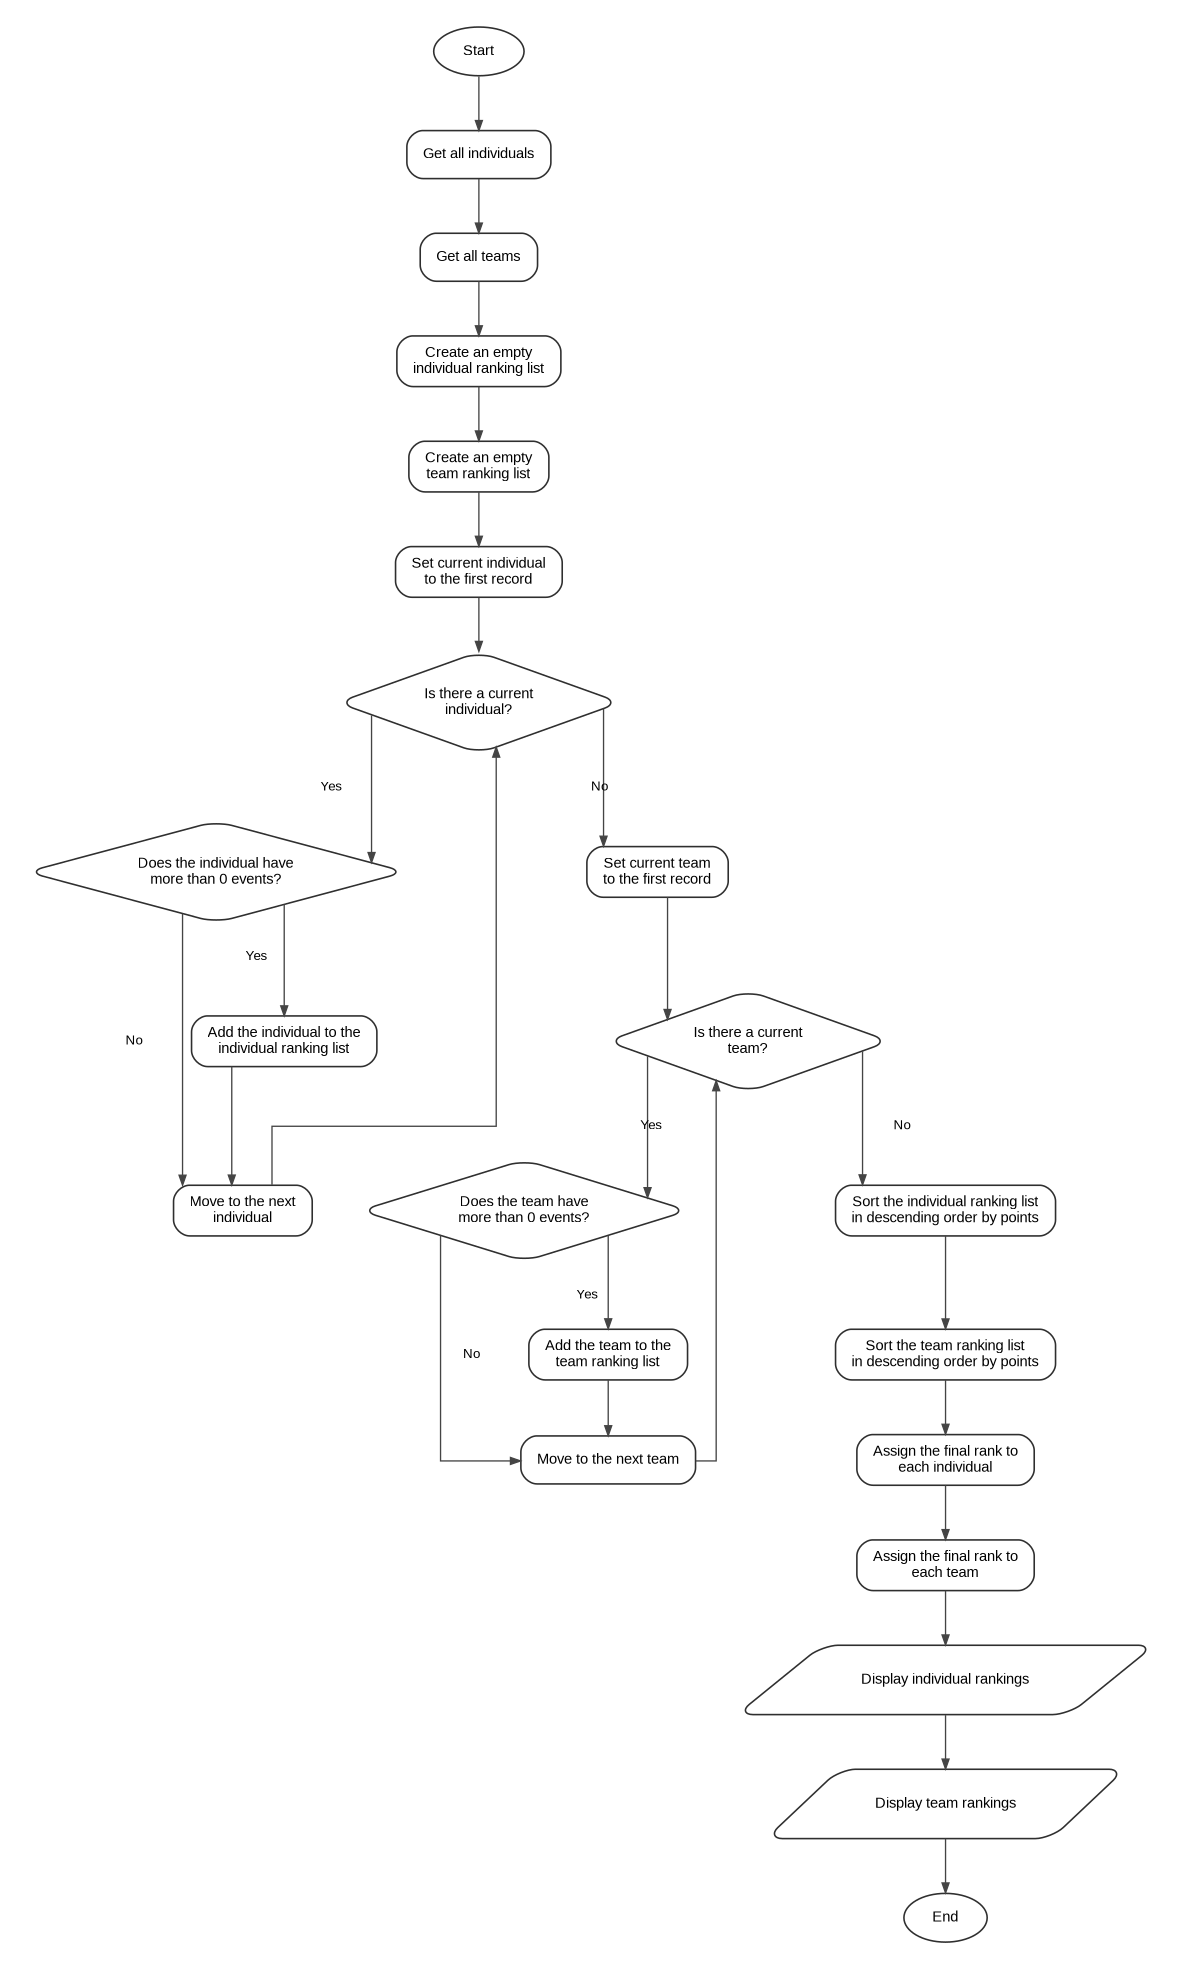 Start
Get all individuals
Get all teams
Create an empty
individual ranking list
Create an empty
team ranking list
Set current individual
to the first record
Is there a current
individual?
Yes
No
Does the individual have
more than 0 events?
Set current team
to the first record
Yes
No
Add the individual to the
individual ranking list
Is there a current
team?
Yes
No
Move to the next
individual
Does the team have
more than 0 events?
Sort the individual ranking list
in descending order by points
Yes
No
Add the team to the
team ranking list
Sort the team ranking list
in descending order by points
Move to the next team
Assign the final rank to
each individual
Assign the final rank to
each team
Display individual rankings
Display team rankings
End